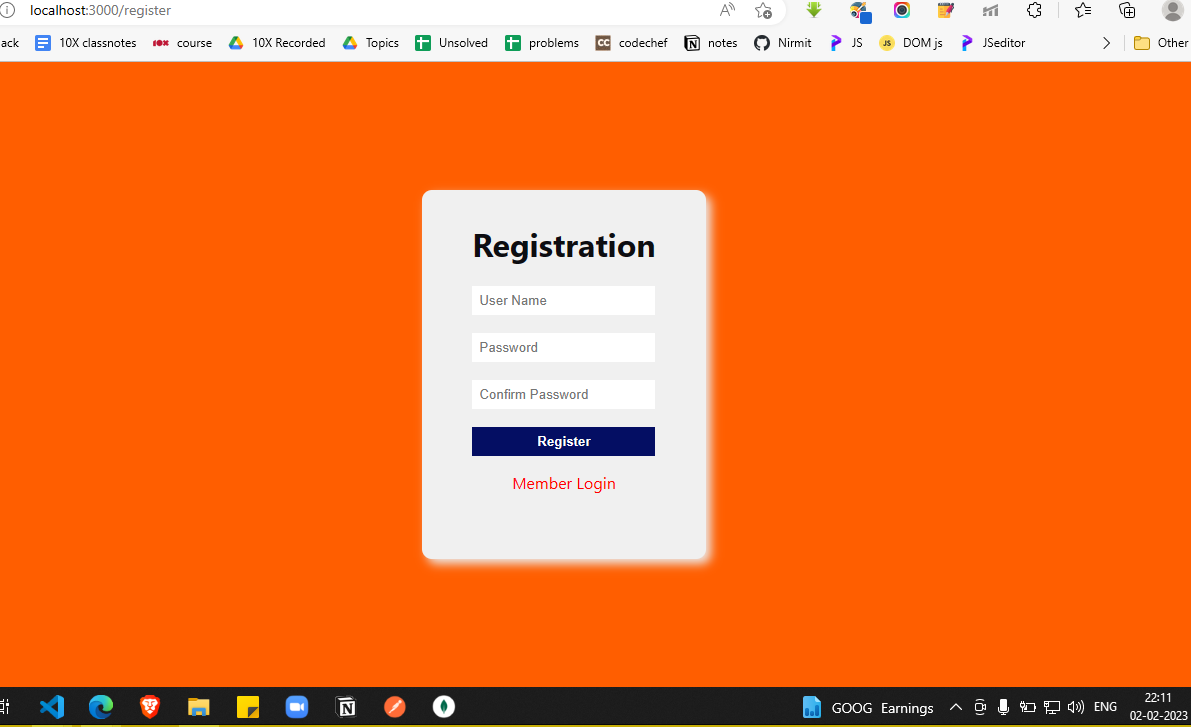 localhost:3000/register
ack 10X classnotes course 10X Recorded Topics Unsolved problems codechef notes Nirmit JS DOM js JSeditor Other
Registration
User Name
Password
Confirm Password
Register
Member Login
GOOG Earnings ENG 22:11
02-02-2023